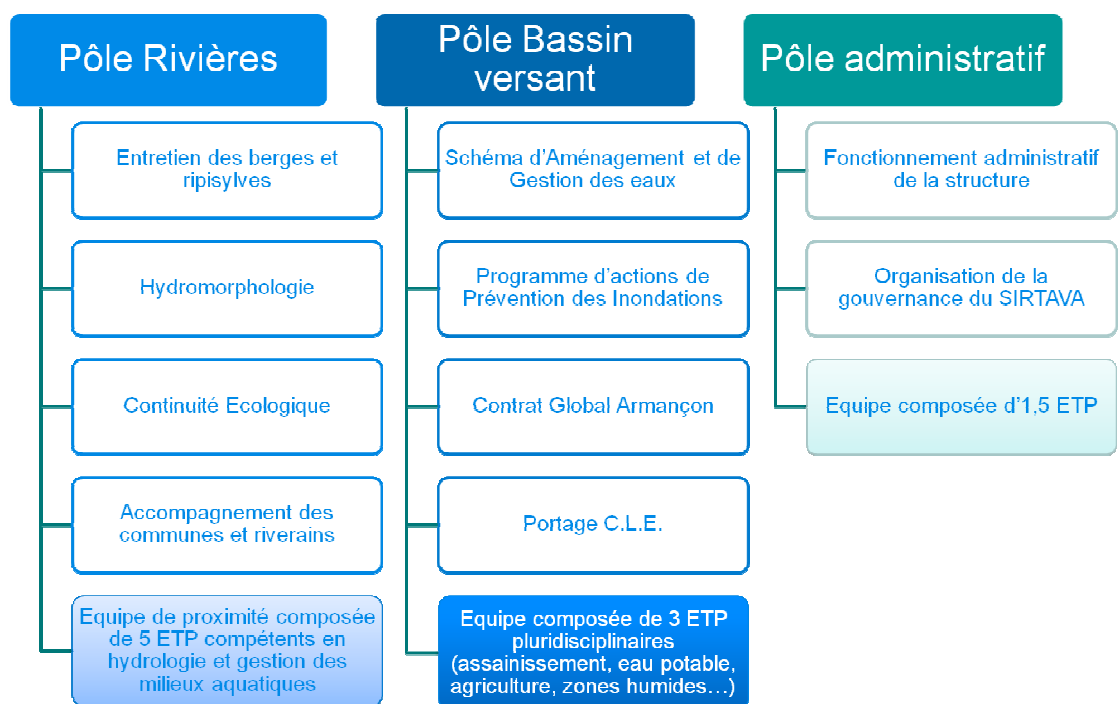 Pôle Rivières
Entretien des berges et
ripisylves
Hydromorphologie
Continuité Ecologique
Accompagnement des
communes et riverains
Equipe de proximité composée
de 5 ETP compétents en
hydrologie et gestion des
milieux aquatiques
Pôle Bassin
versant
Schéma d'Aménagement et de
Gestion des eaux
Programme d'actions de
Prévention des Inondations
Contrat Global Armançon
Portage C.L.E.
Equipe composée de 3 ETP
pluridisciplinaires
(assainissement, eau potable,
agriculture, zones humides…)
Pôle administratif
Fonctionnement administratif
de la structure
Organisation de la
gouvernance du SIRTAVA
Equipe composée d'1,5 ETP